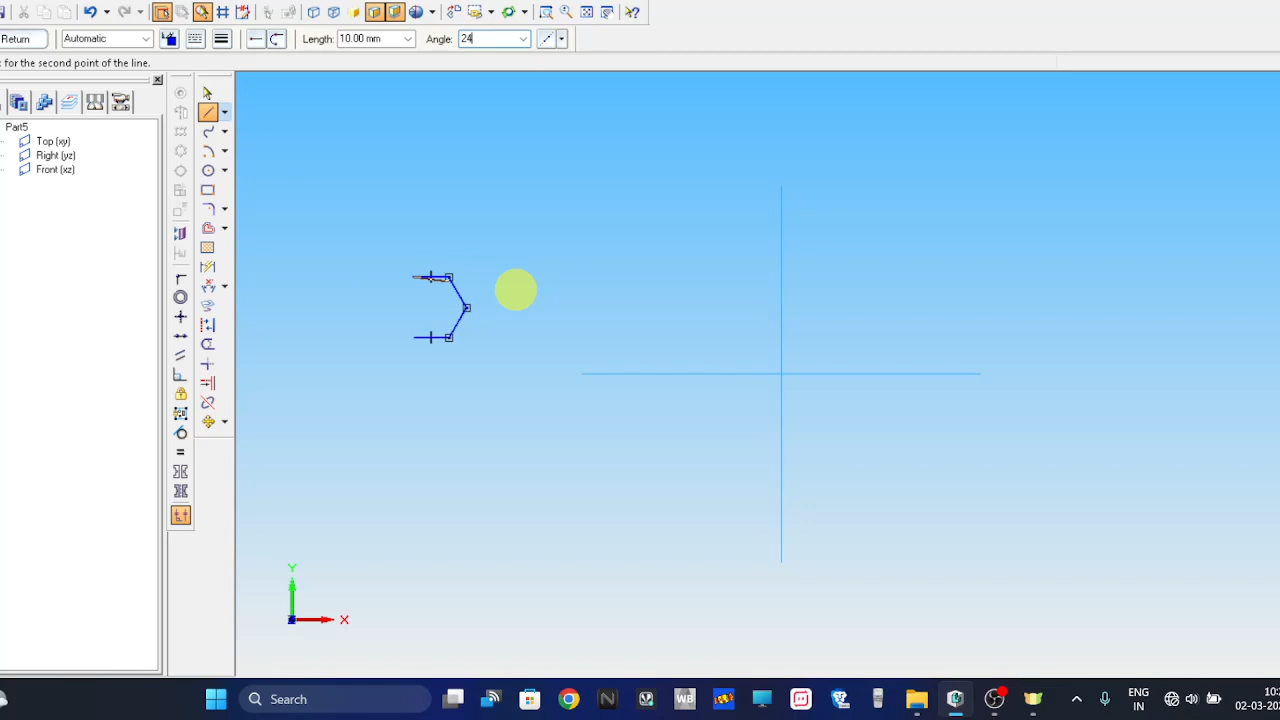 Return
Automatic
Length: 10.00 mm
Angle: 24
for the second point of the line.
Part5
Top (xy)
Right (yz)
Front (xz)
Y
X
Search
WB
N
ENG
IN
02-03-20